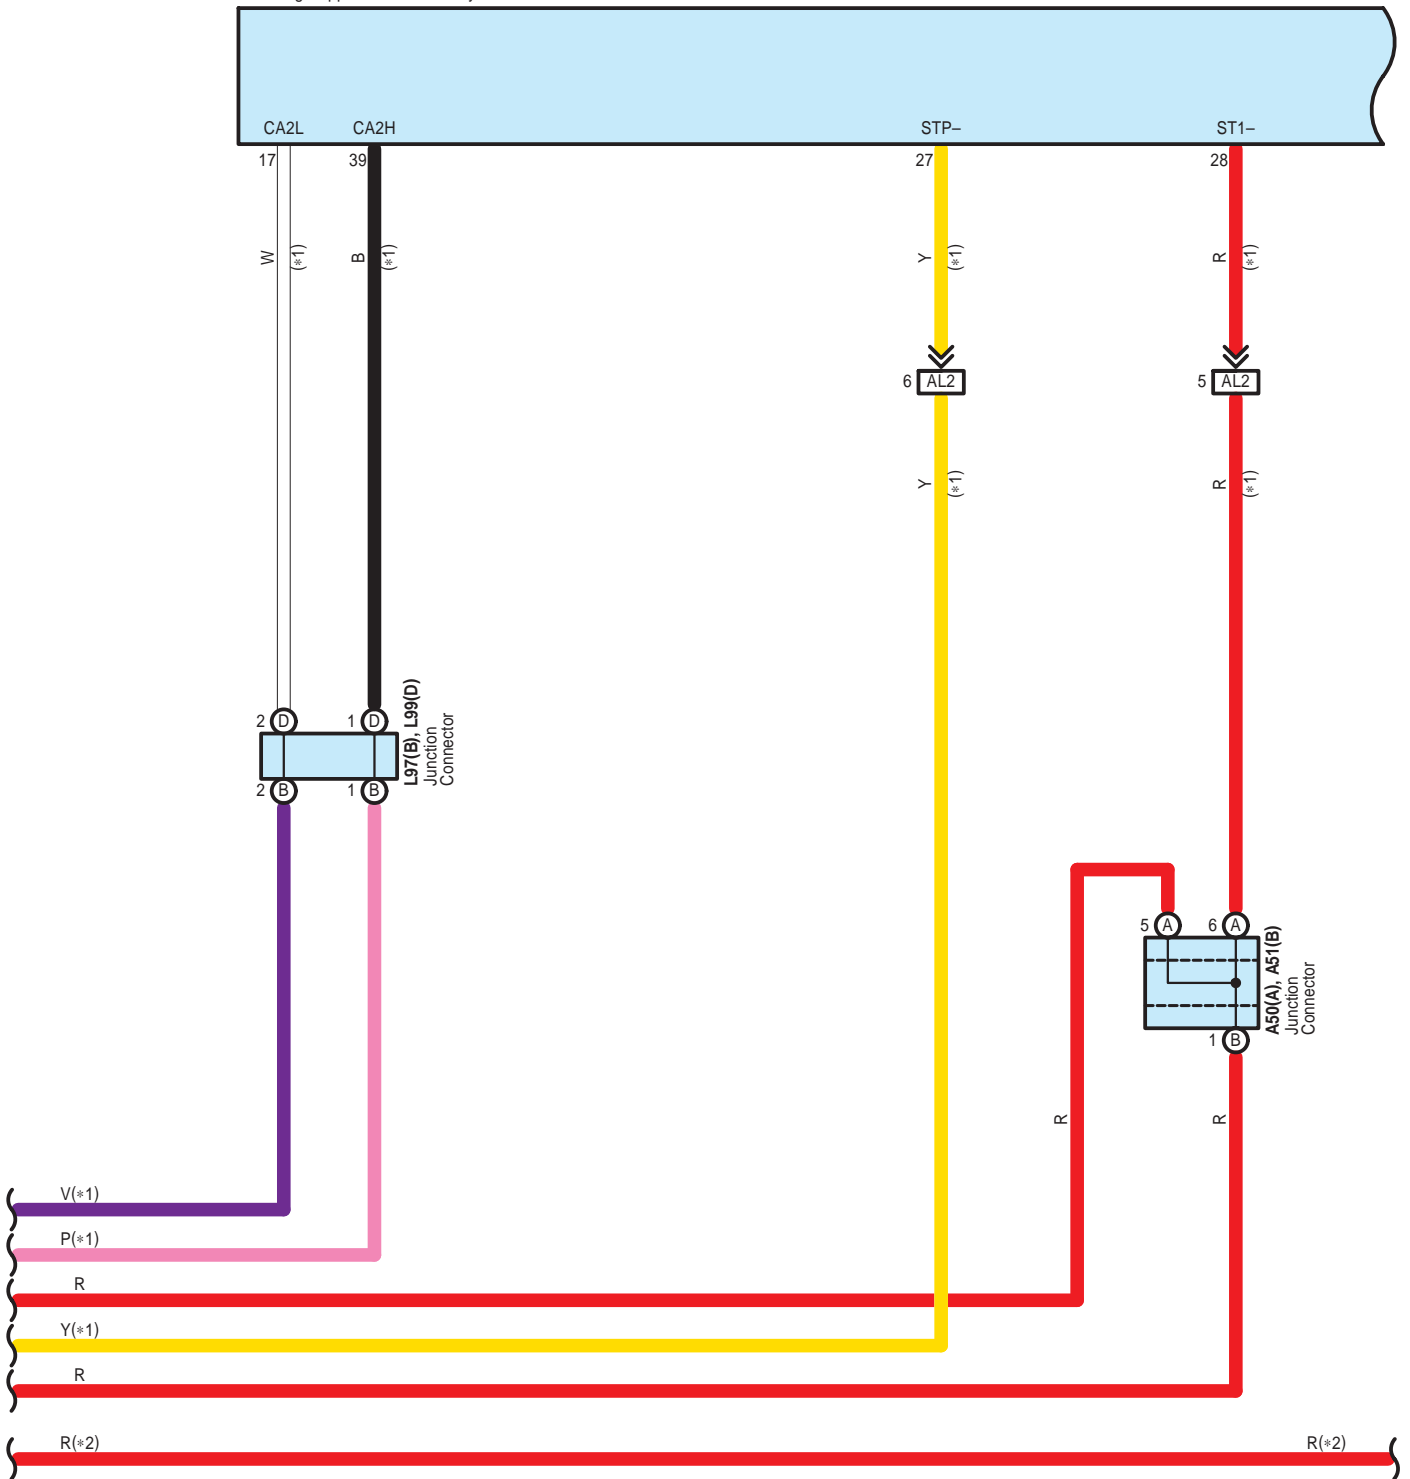 CA2L CA2H STP– ST1–
17 39 27 28
W (*1) B (*1) Y (*1) R (*1)
6 AL2 5 AL2
Y (*1) R (*1)
2 D 1 D
L97(B), L99(D)
Junction
Connector
2 B 1 B
5 A 6 A
A50(A), A51(B)
Junction
Connector
1 B
R R
V(*1)
P(*1)
R
Y(*1)
R
R(*2) R(*2)